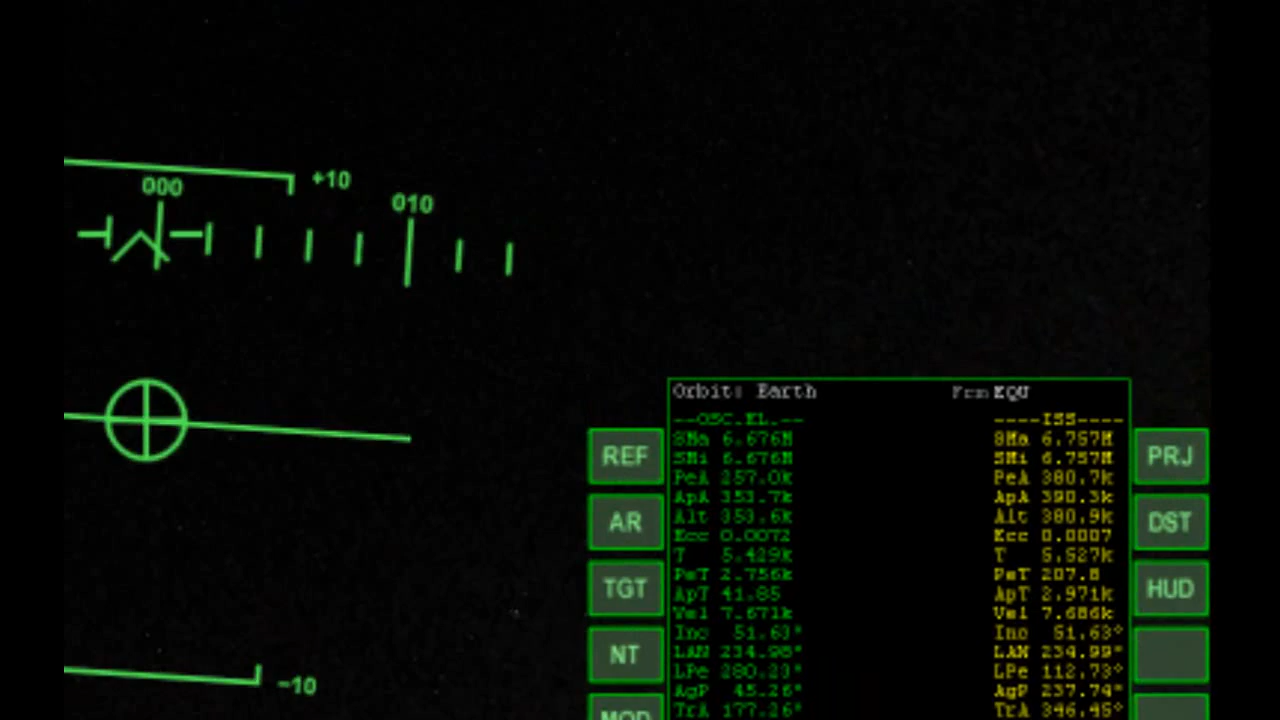 +10
000
010
-10
Orbit: Earth Frm EQU
--OSC.EL.-- ----ISS----
REF PRJ
SMa 6.676M SMa 6.757M
SMi 6.676M SMi 6.757M
PeA 257.0k PeA 380.7k
ApA 353.7k ApA 390.3k
AR DST
Alt 353.6k Alt 380.9k
Ecc 0.0072 Ecc 0.0007
T 5.429k T 5.527k
TGT HUD
PeT 2.756k PeT 207.8
ApT 41.85 ApT 2.971k
Vel 7.671k Vel 7.686k
Inc 51.63° Inc 51.63°
NT
LAN 234.98° LAN 234.99°
LPe 280.23° LPe 112.73°
AgP 45.26° AgP 237.74°
TrA 177.26° TrA 346.45°
MOD